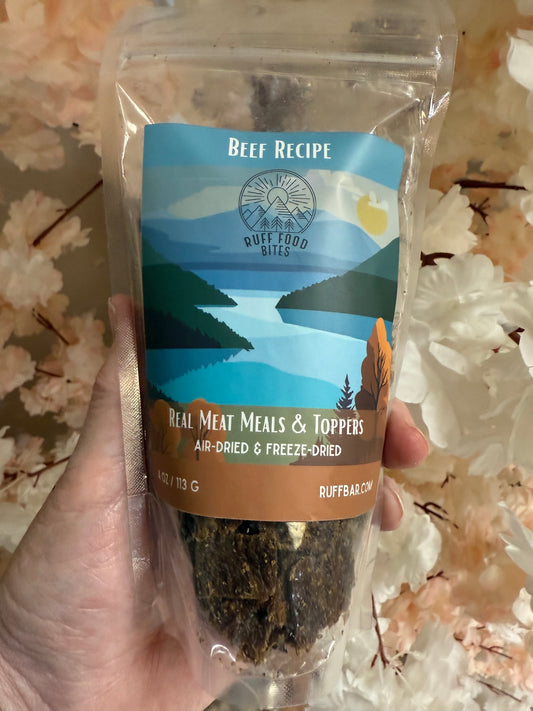 Beef Recipe
RUFF FOOD
BITES
Real Meat Meals & Toppers
AIR-DRIED & FREEZE-DRIED
4 OZ / 113 G
RUFFBAR.COM